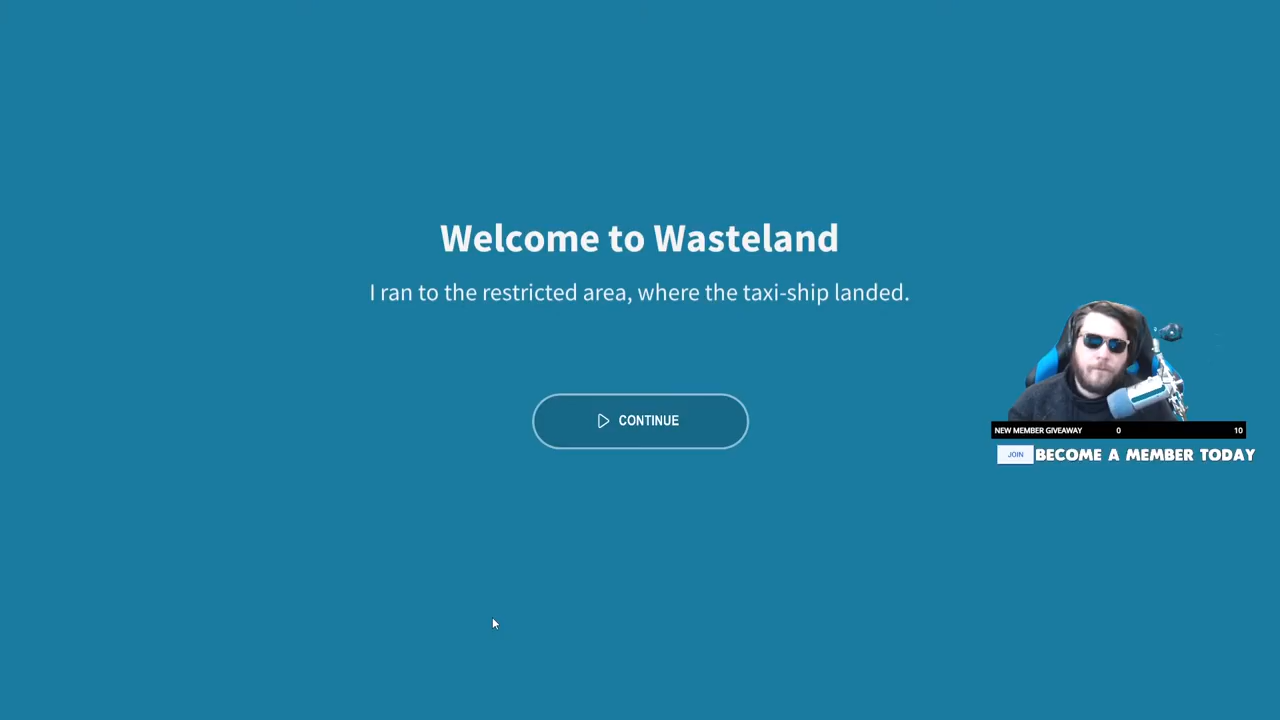 Welcome to Wasteland
I ran to the restricted area, where the taxi-ship landed.
CONTINUE
NEW MEMBER GIVEAWAY 0 10
JOIN BECOME A MEMBER TODAY